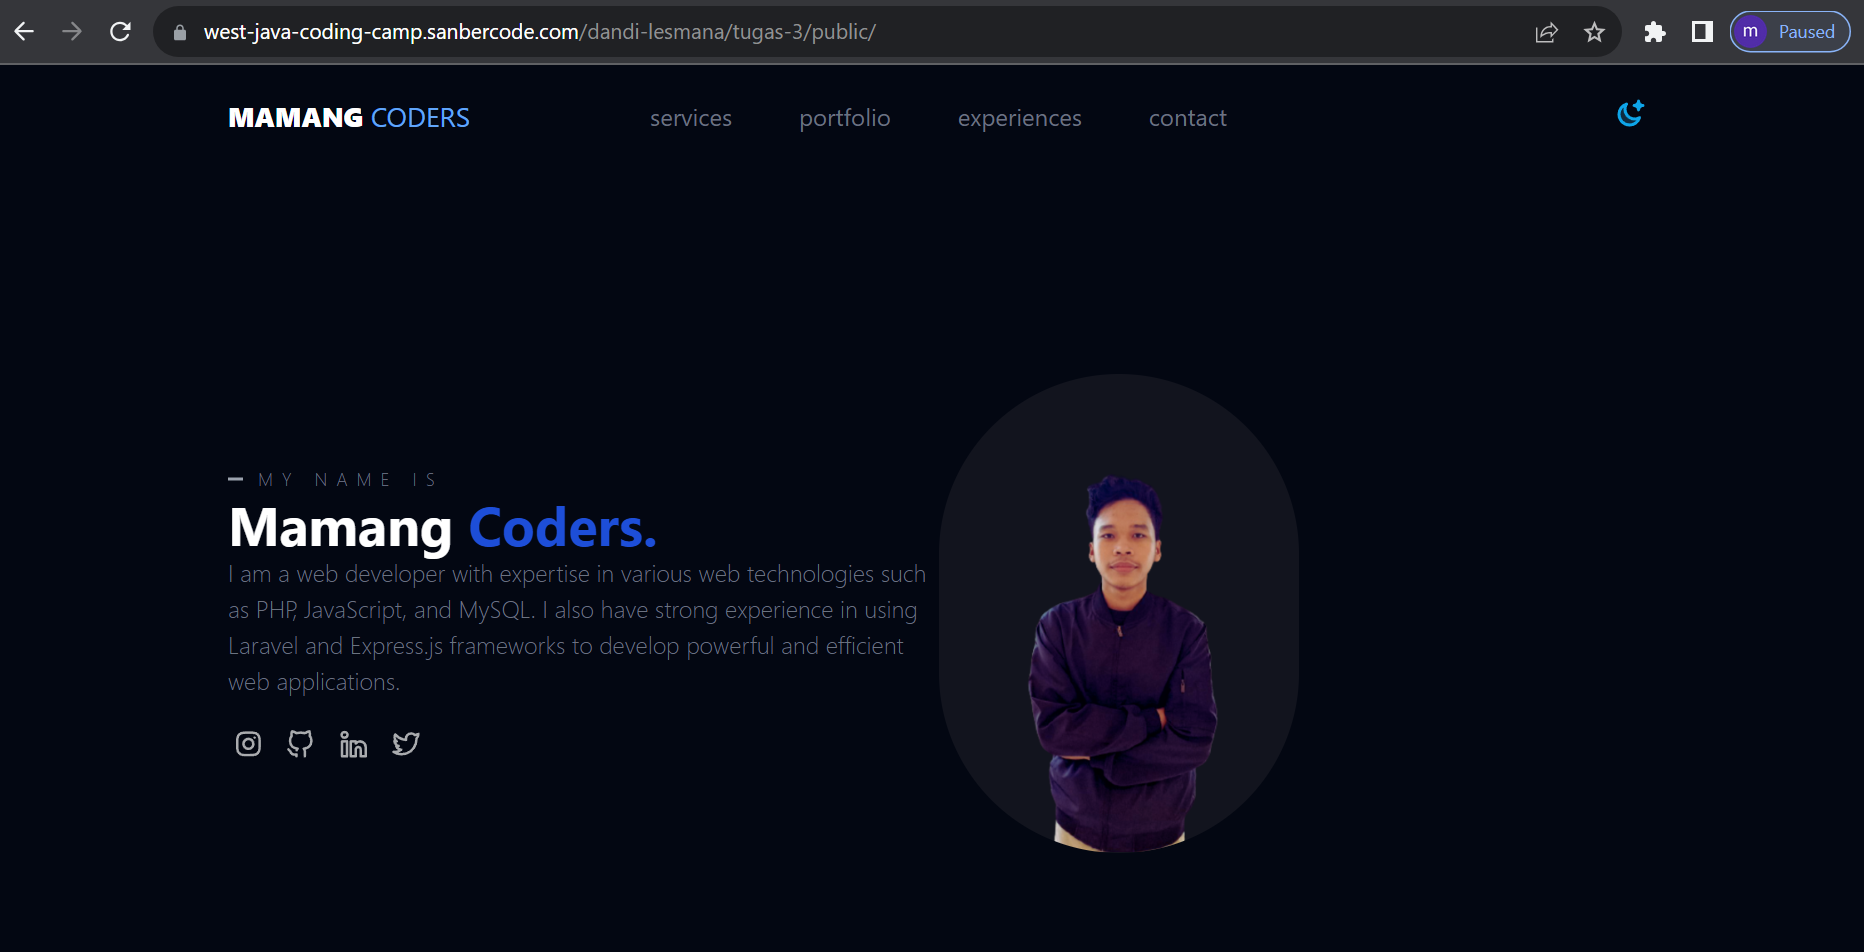 west-java-coding-camp.sanbercode.com/dandi-lesmana/tugas-3/public/
m Paused
MAMANG CODERS services portfolio experiences contact
MY NAME IS
Mamang Coders.
I am a web developer with expertise in various web technologies such
as PHP, JavaScript, and MySQL. I also have strong experience in using
Laravel and Express.js frameworks to develop powerful and efficient
web applications.